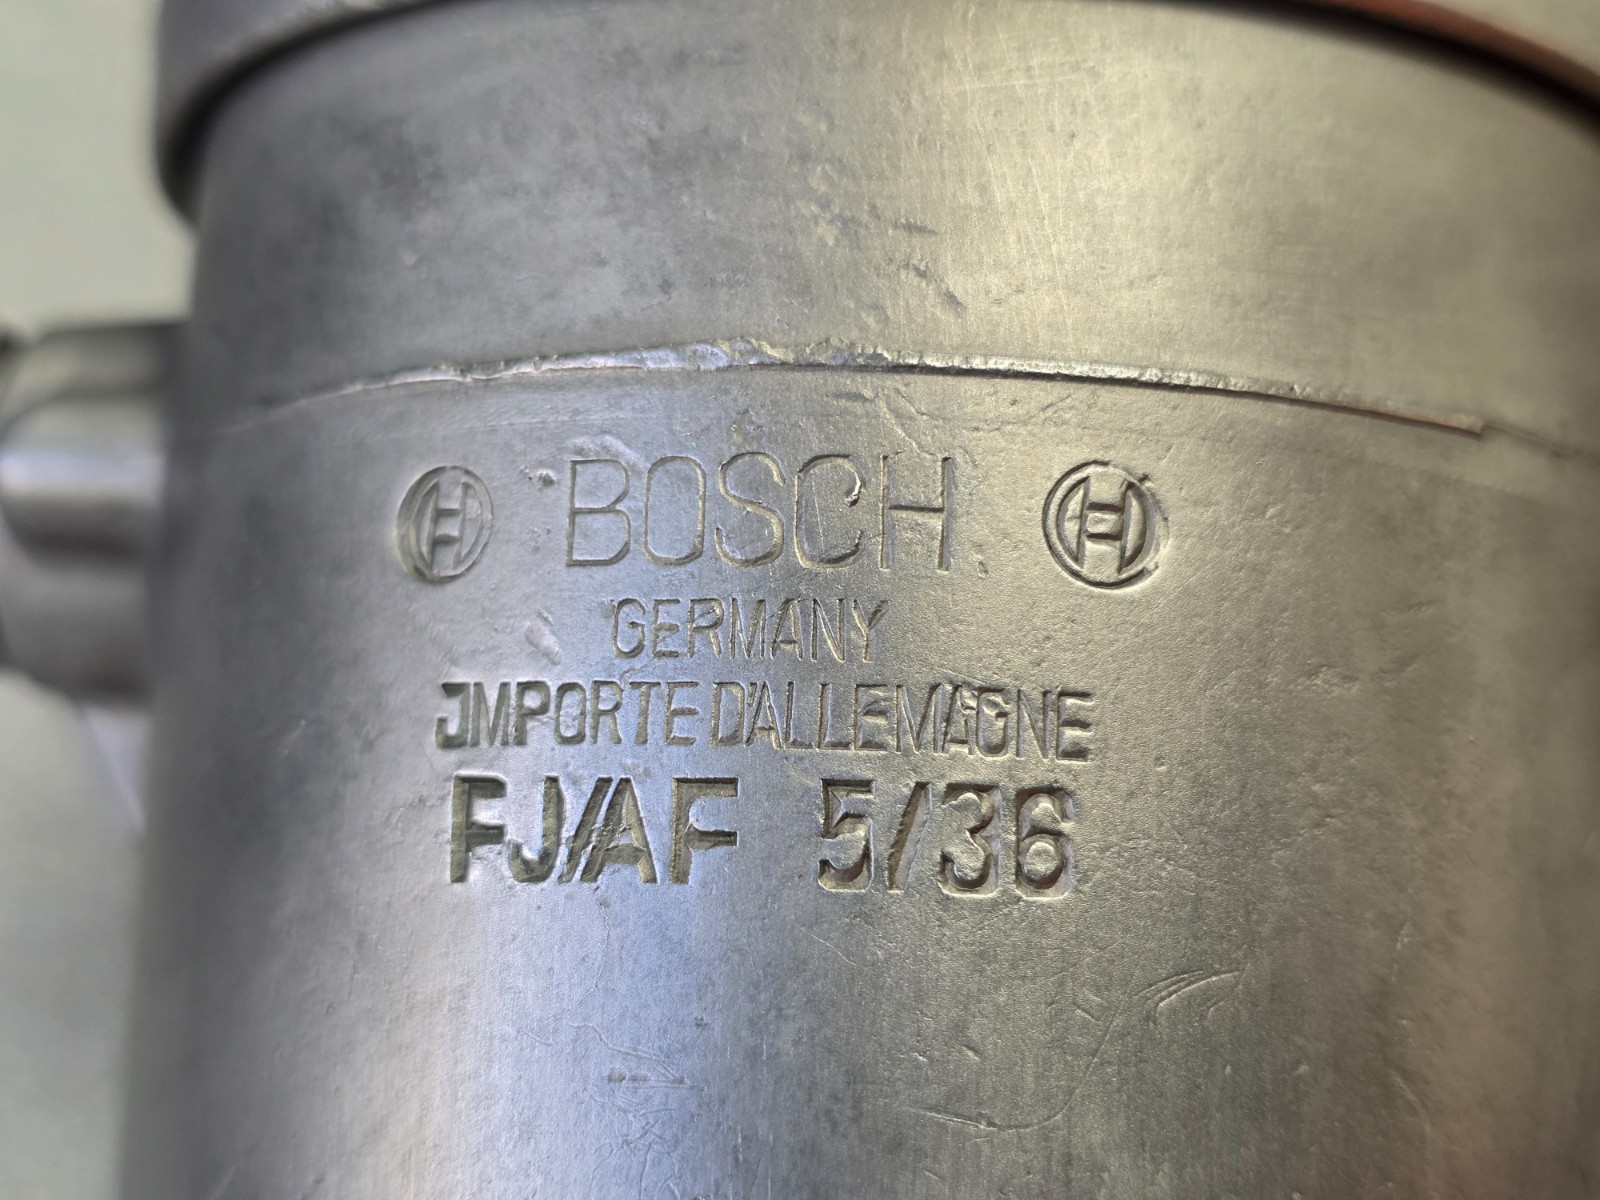 BOSCH
GERMANY
JMPORTE D'ALLEMAGNE
FJ/AF 5/36